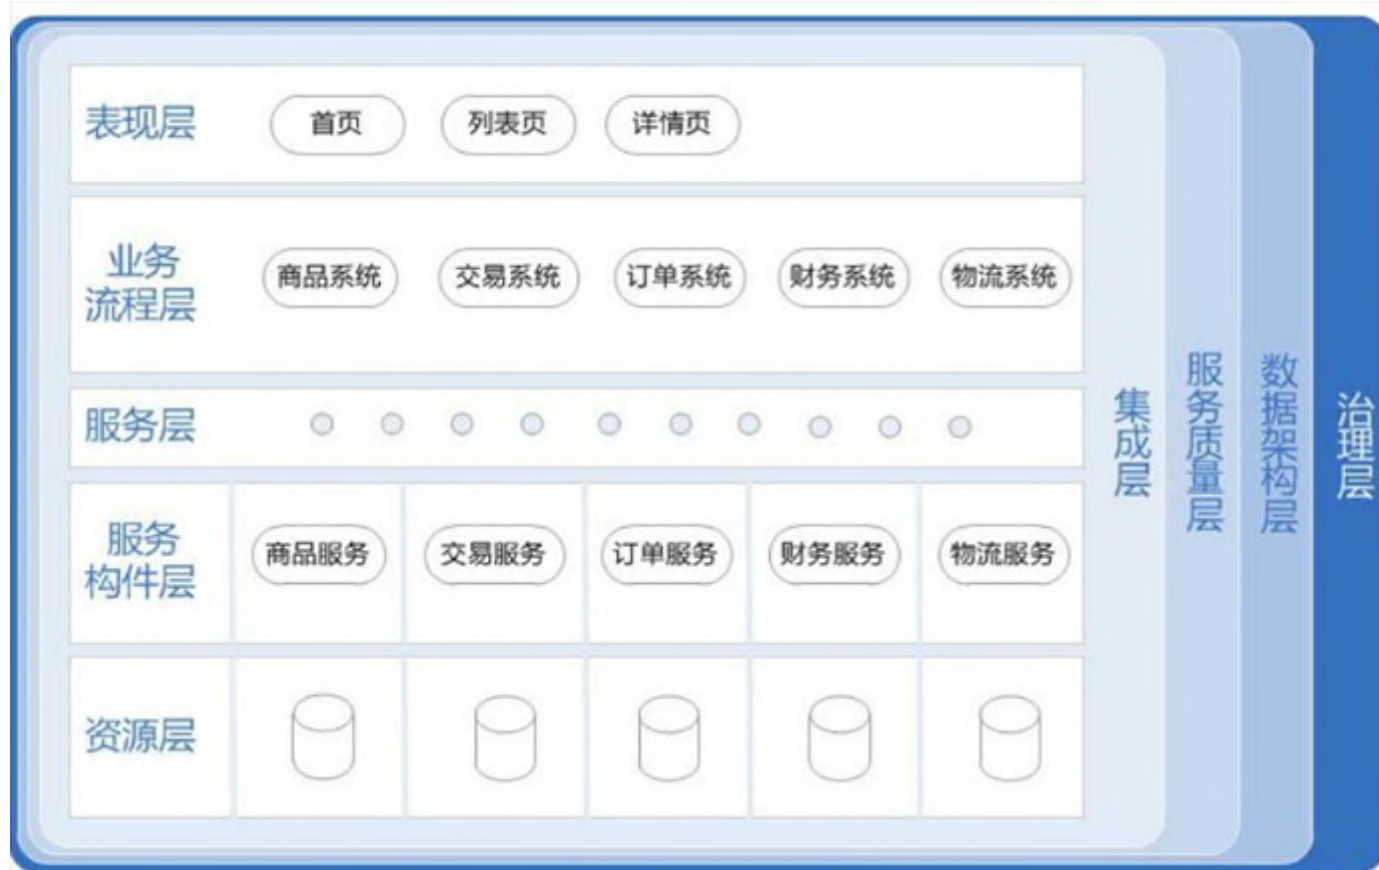 表现层
首页
列表页
详情页
业务
流程层
商品系统
交易系统
订单系统
财务系统
物流系统
服务层
服务
构件层
商品服务
交易服务
订单服务
财务服务
物流服务
资源层
集成层
服务质量层
数据架构层
治理层